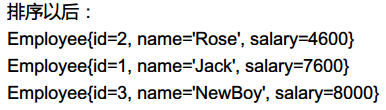 排序以后：
Employee{id=2, name='Rose', salary=4600}
Employee{id=1, name='Jack', salary=7600}
Employee{id=3, name='NewBoy', salary=8000}